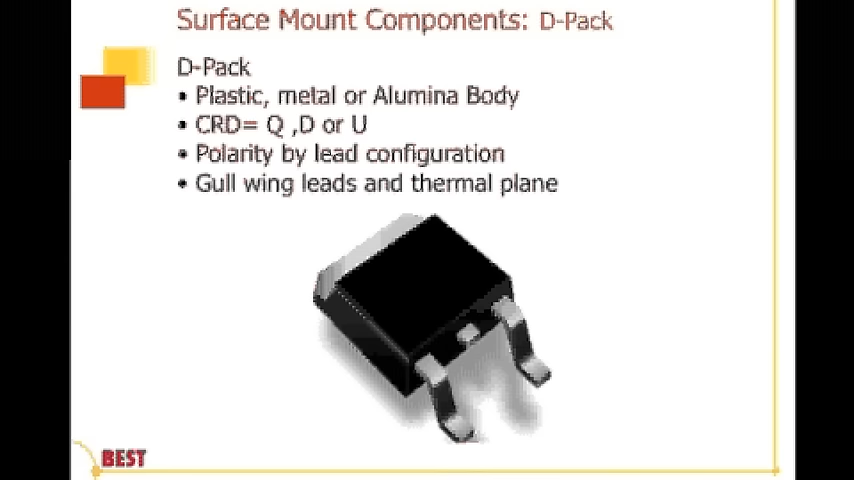 Surface Mount Components: D-Pack
D-Pack
• Plastic, metal or Alumina Body
• CRD= Q ,D or U
• Polarity by lead configuration
• Gull wing leads and thermal plane
BEST